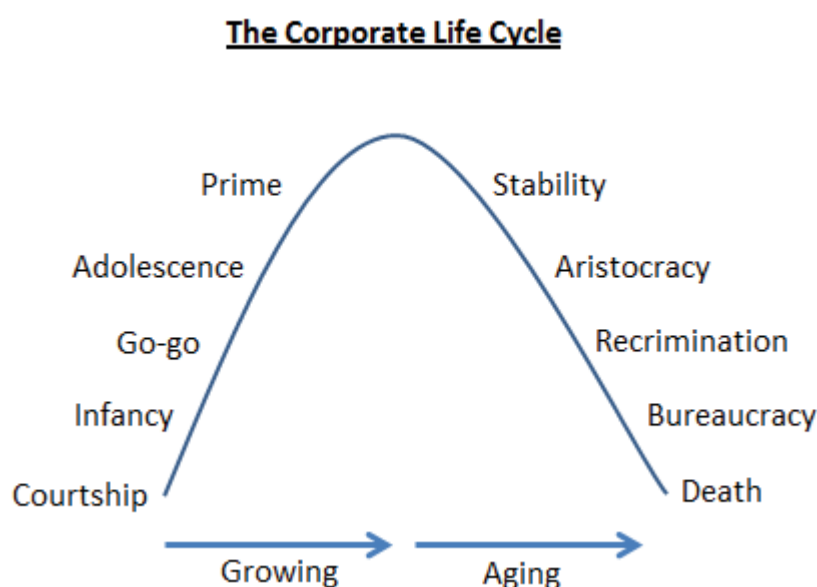 The Corporate Life Cycle
Prime
Stability
Adolescence
Aristocracy
Go-go
Recrimination
Infancy
Bureaucracy
Courtship
Death
Growing
Aging